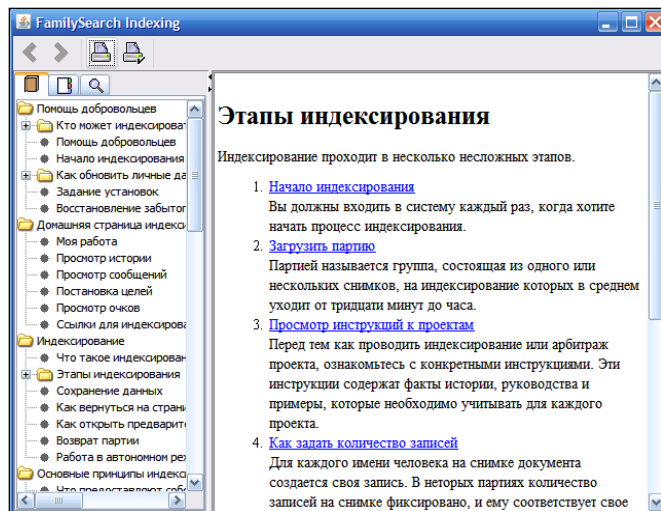 FamilySearch Indexing
Помощь добровольцев
Кто может индексироват
Помощь добровольцев
Начало индексирования
Как обновить личные да
Задание установок
Восстановление забытог
Домашняя страница индекси
Моя работа
Просмотр истории
Просмотр сообщений
Постановка целей
Просмотр очков
Ссылки для индексирова
Индексирование
Что такое индексирован
Этапы индексирования
Сохранение данных
Как вернуться на страни
Как открыть предварит
Возврат партии
Работа в автономном ре
Основные принципы индекси
Что предоставляют собо
Этапы индексирования
Индексирование проходит в несколько несложных этапов.
1. Начало индексирования
Вы должны входить в систему каждый раз, когда хотите
начать процесс индексирования.
2. Загрузить партию
Партией называется группа, состоящая из одного или
нескольких снимков, на индексирование которых в среднем
уходит от тридцати минут до часа.
3. Просмотр инструкций к проектам
Перед тем как проводить индексирование или арбитраж
проекта, ознакомьтесь с конкретными инструкциями. Эти
инструкции содержат факты истории, руководства и
примеры, которые необходимо учитывать для каждого
проекта.
4. Как задать количество записей
Для каждого имени человека на снимке документа
создается своя запись. В неторых партиях количество
записей на снимке фиксировано, и ему соответствует свое